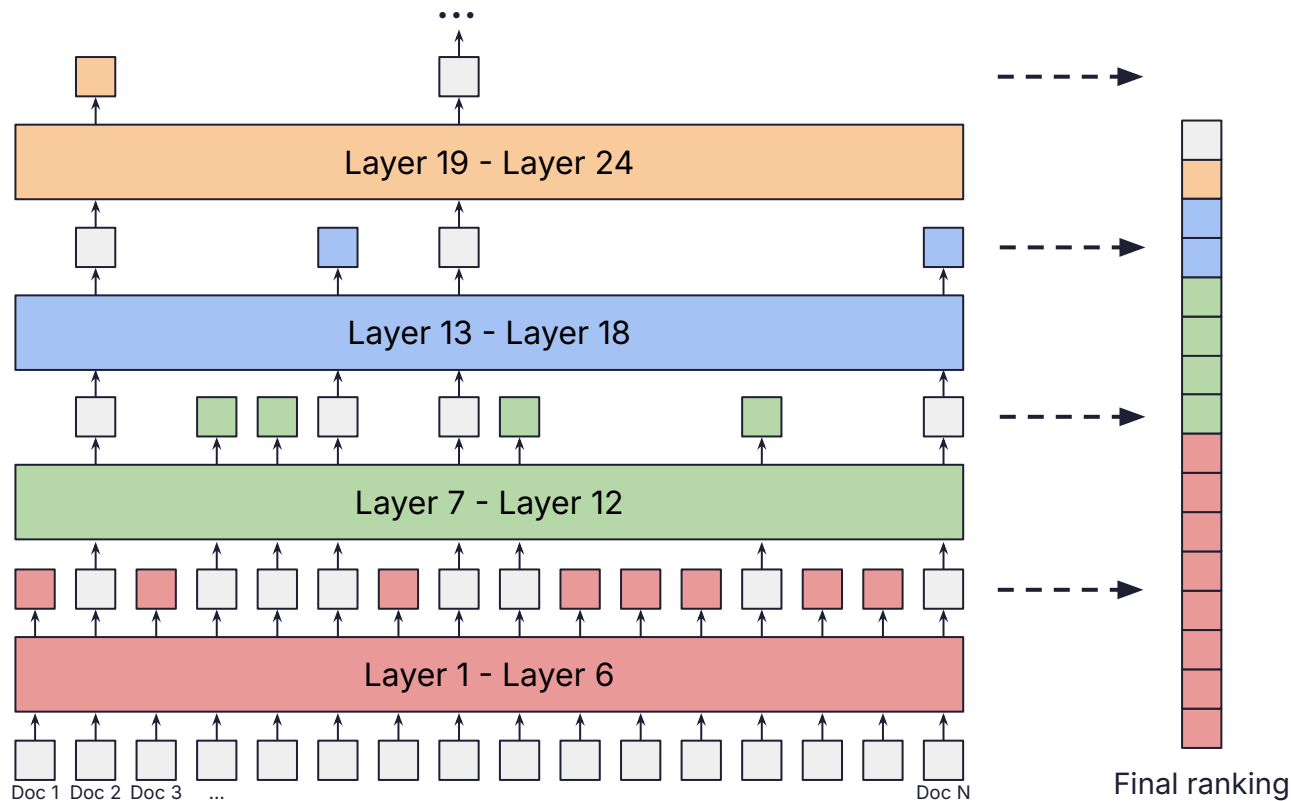 ...
Layer 19 - Layer 24
Layer 13 - Layer 18
Layer 7 - Layer 12
Layer 1 - Layer 6
Doc 1 Doc 2 Doc 3 ... Doc N
Final ranking